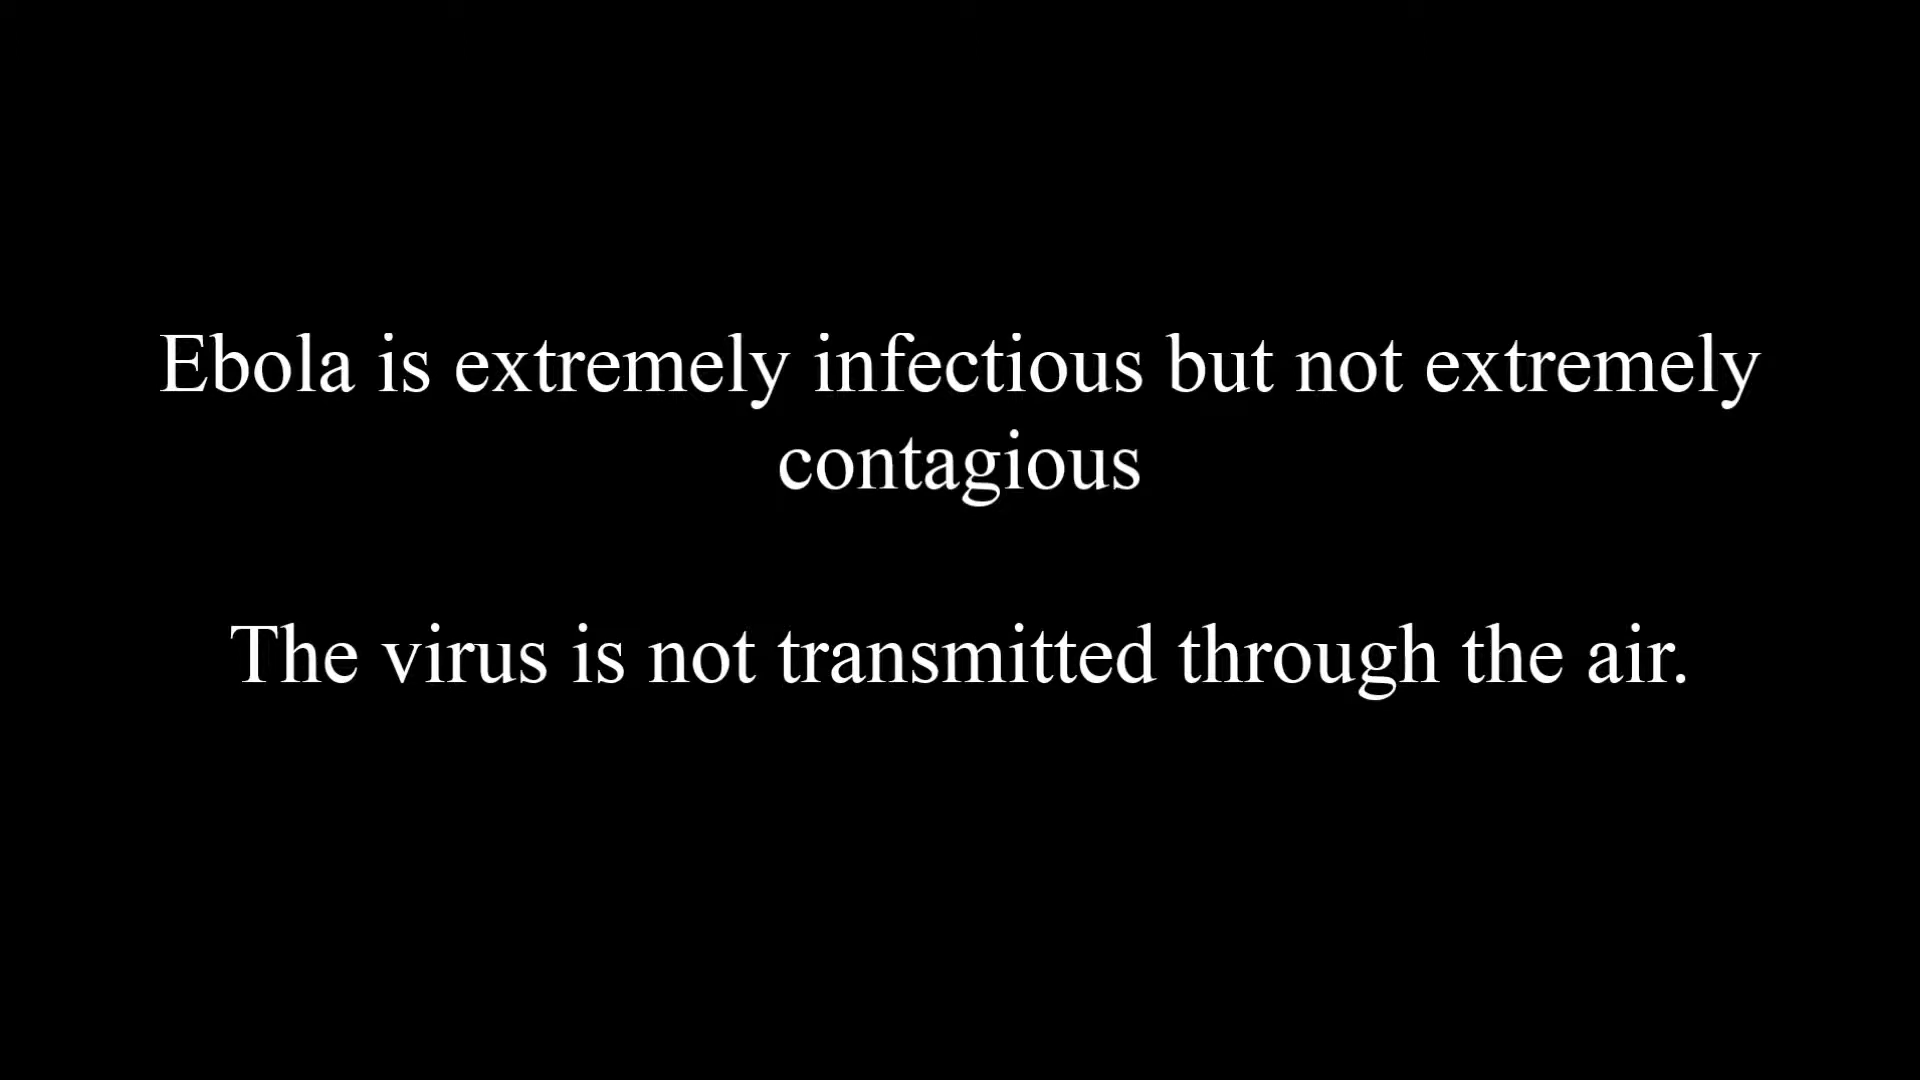 Ebola is extremely infectious but not extremely
contagious
The virus is not transmitted through the air.